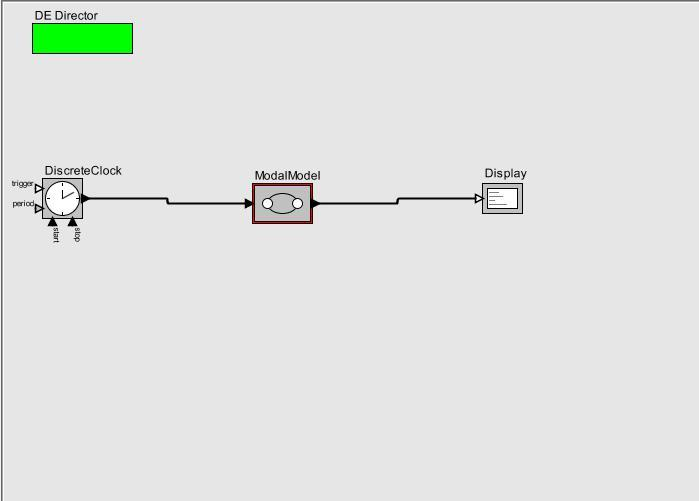 DE Director
DiscreteClock
ModalModel
Display
trigger
period
start
stop